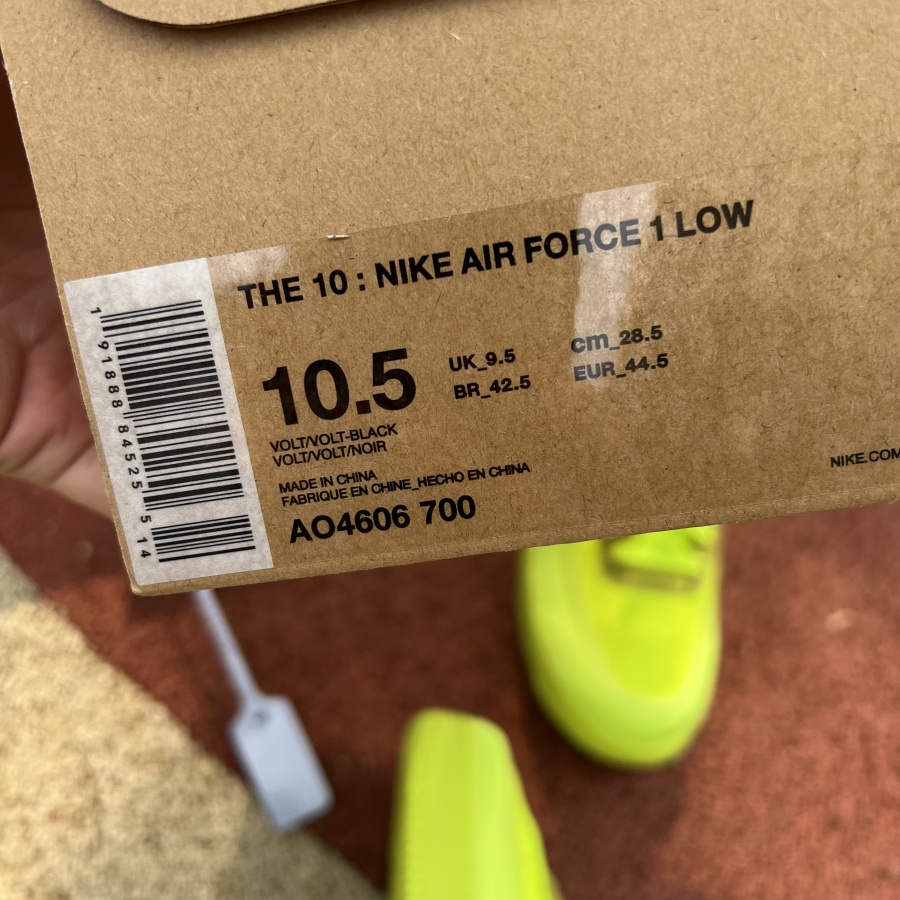 THE 10 : NIKE AIR FORCE 1 LOW
10.5
UK_9.5
cm_28.5
BR_42.5
EUR_44.5
VOLT/VOLT-BLACK
VOLT/VOLT/NOIR
MADE IN CHINA
FABRIQUE EN CHINE_HECHO EN CHINA
AO4606 700
NIKE.COM
1 91888 84525 5 14